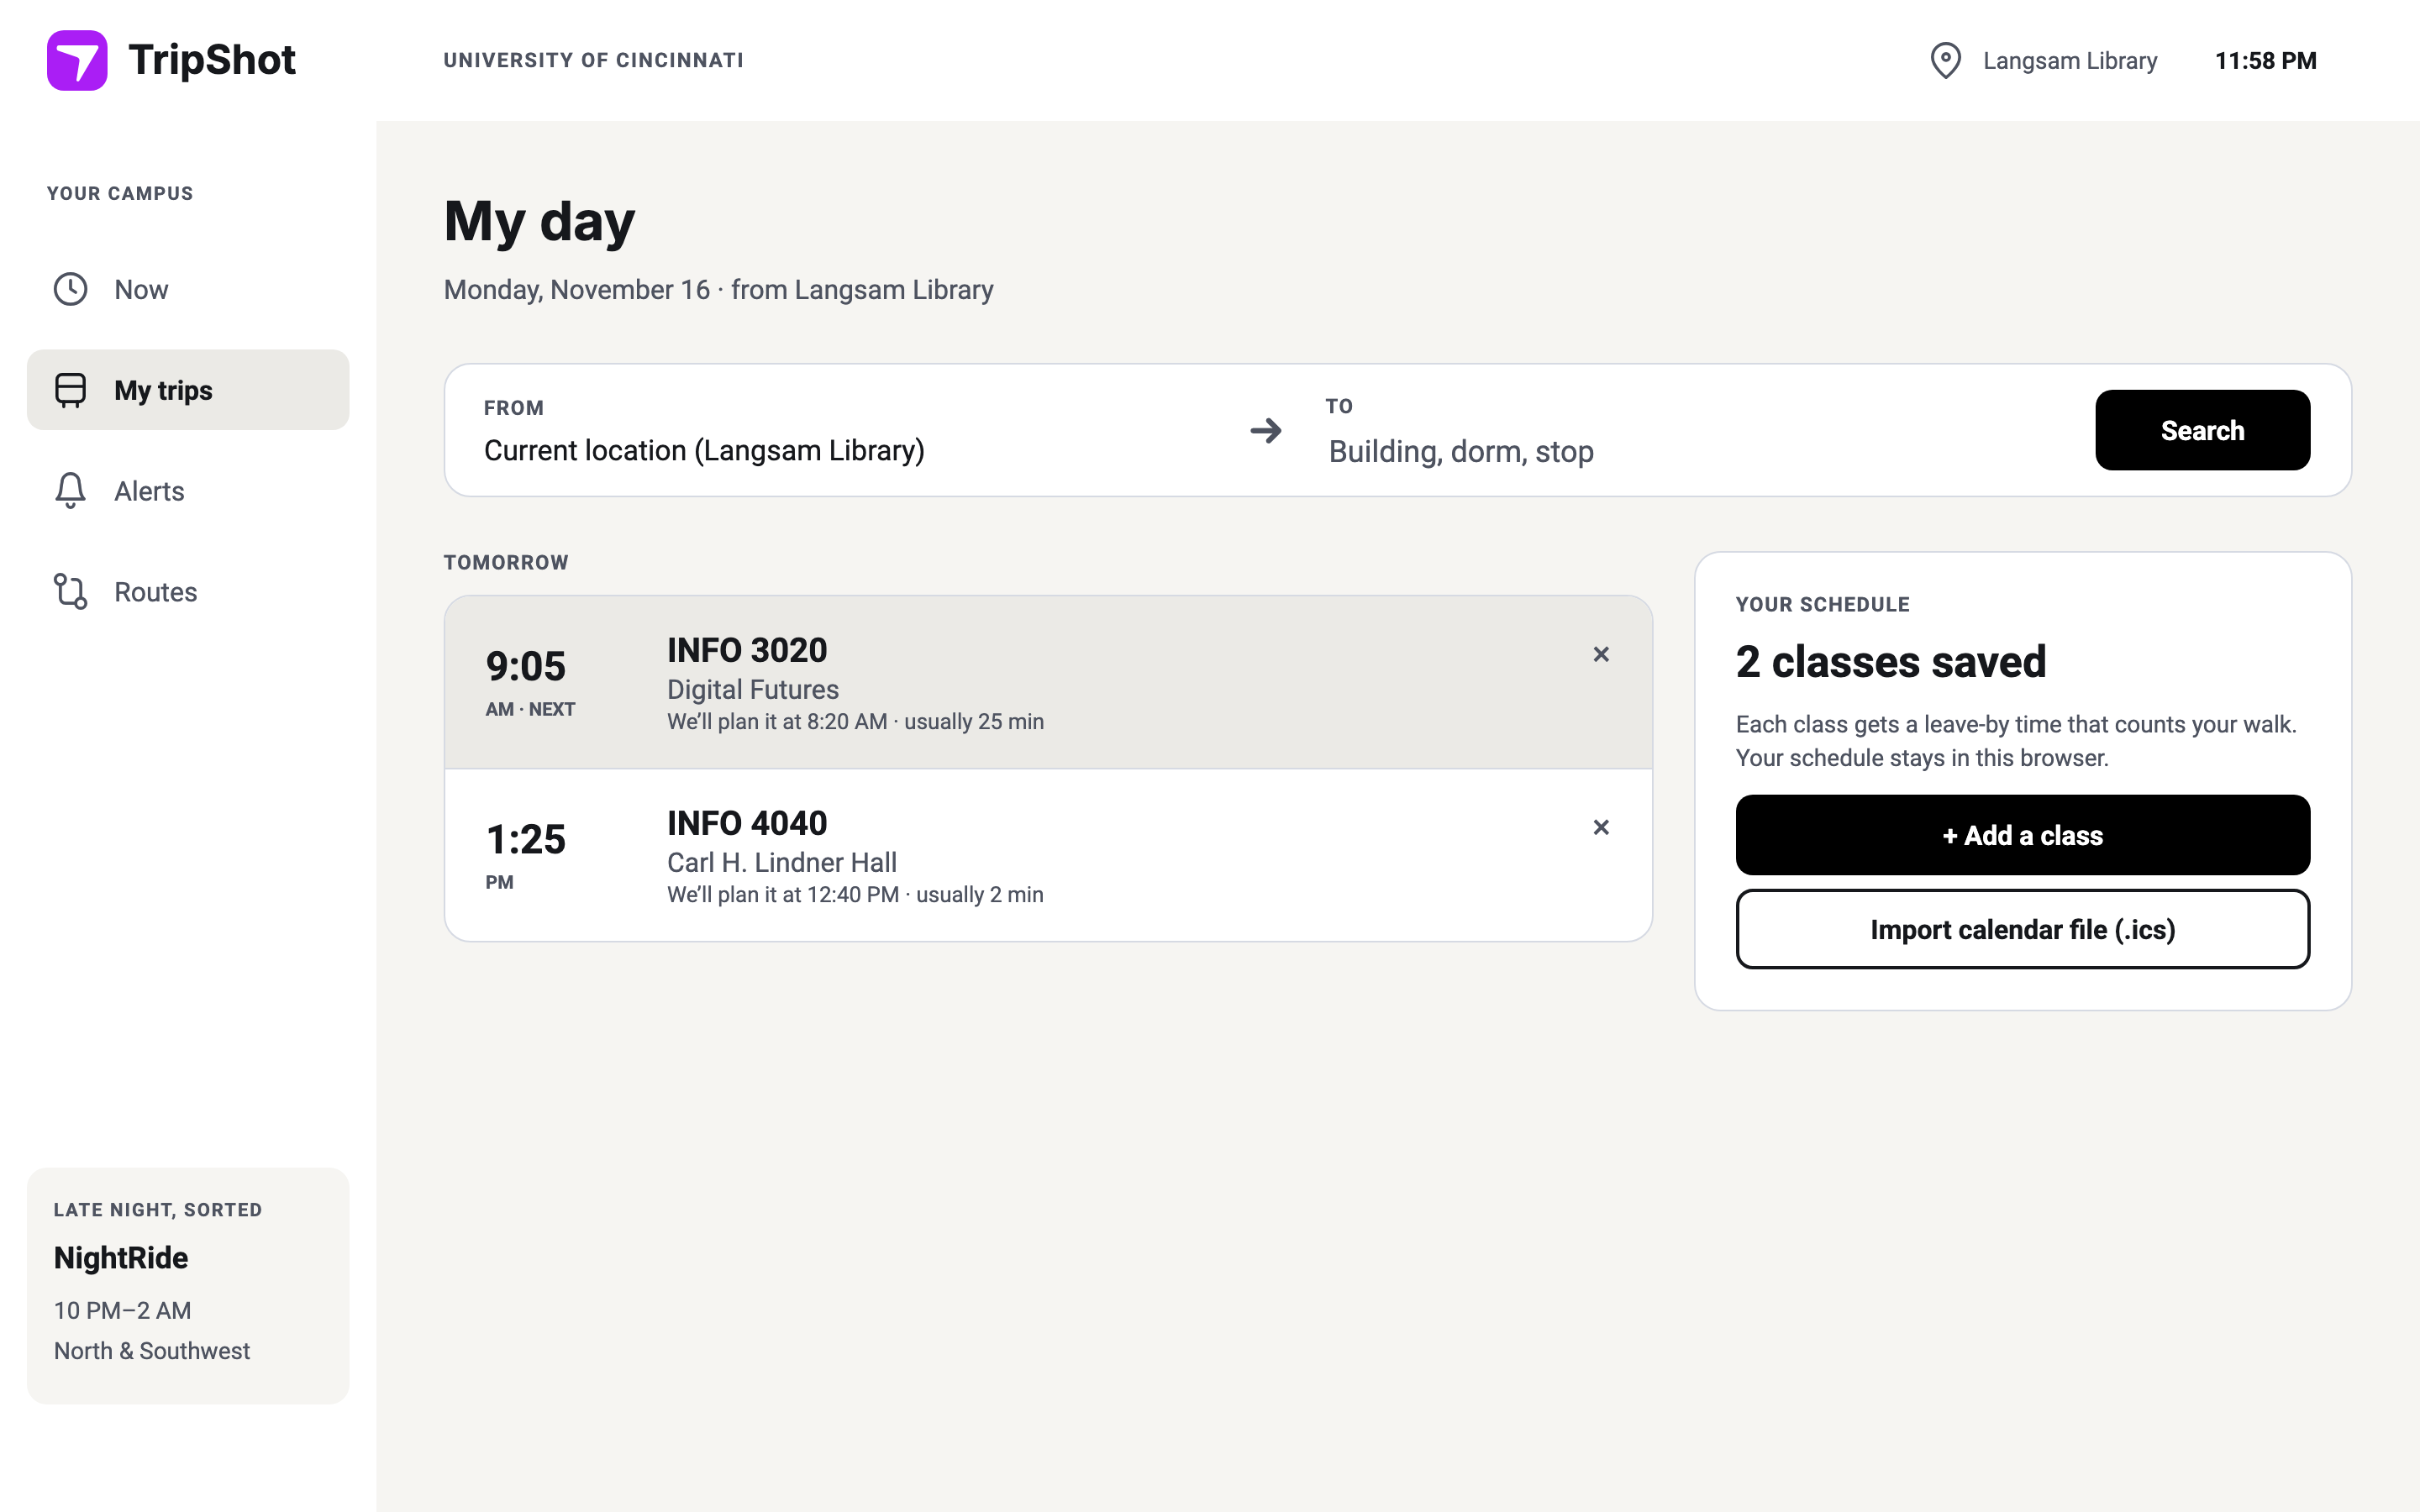 TripShot
UNIVERSITY OF CINCINNATI
Langsam Library
11:58 PM
YOUR CAMPUS
Now
My trips
Alerts
Routes
LATE NIGHT, SORTED
NightRide
10 PM–2 AM
North & Southwest
My day
Monday, November 16 · from Langsam Library
FROM
Current location (Langsam Library)
TO
Building, dorm, stop
Search
TOMORROW
9:05
AM · NEXT
INFO 3020
Digital Futures
We’ll plan it at 8:20 AM · usually 25 min
1:25
PM
INFO 4040
Carl H. Lindner Hall
We’ll plan it at 12:40 PM · usually 2 min
YOUR SCHEDULE
2 classes saved
Each class gets a leave-by time that counts your walk.
Your schedule stays in this browser.
+ Add a class
Import calendar file (.ics)